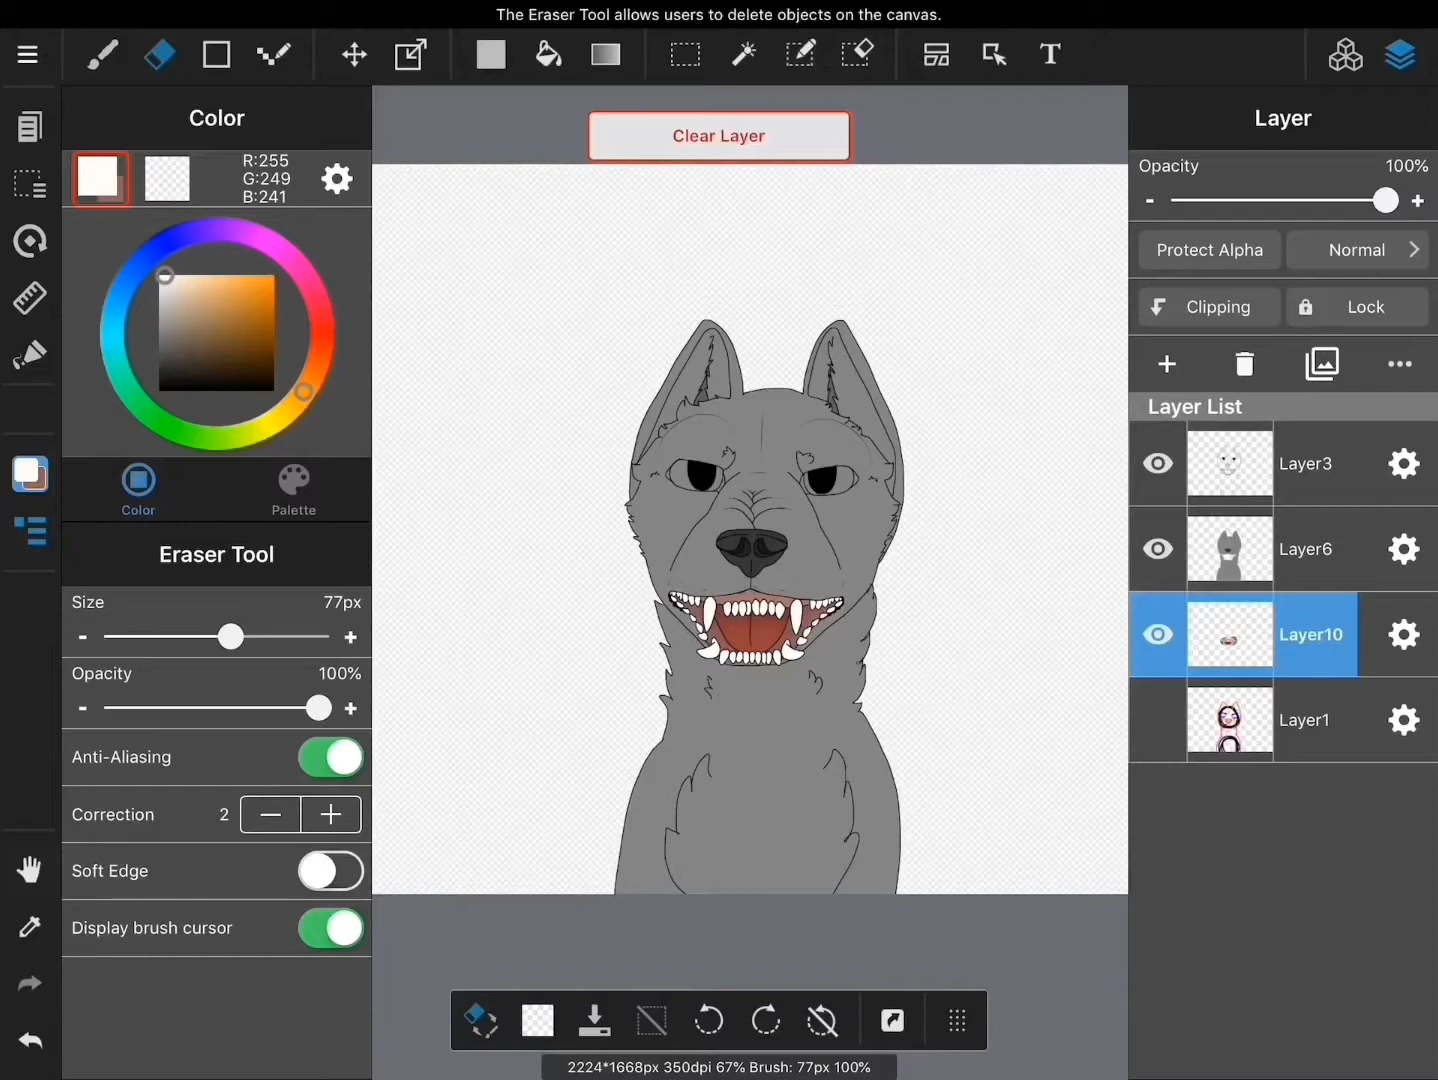 The Eraser Tool allows users to delete objects on the canvas.
T
Color
R:255
G:249
B:241
Color
Palette
Eraser Tool
Size 77px
- +
Opacity 100%
- +
Anti-Aliasing
Correction 2 - +
Soft Edge
Display brush cursor
Clear Layer
2224*1668px 350dpi 67% Brush: 77px 100%
Layer
Opacity 100%
- +
Protect Alpha
Normal >
Clipping
Lock
+ ...
Layer List
Layer3
Layer6
Layer10
Layer1